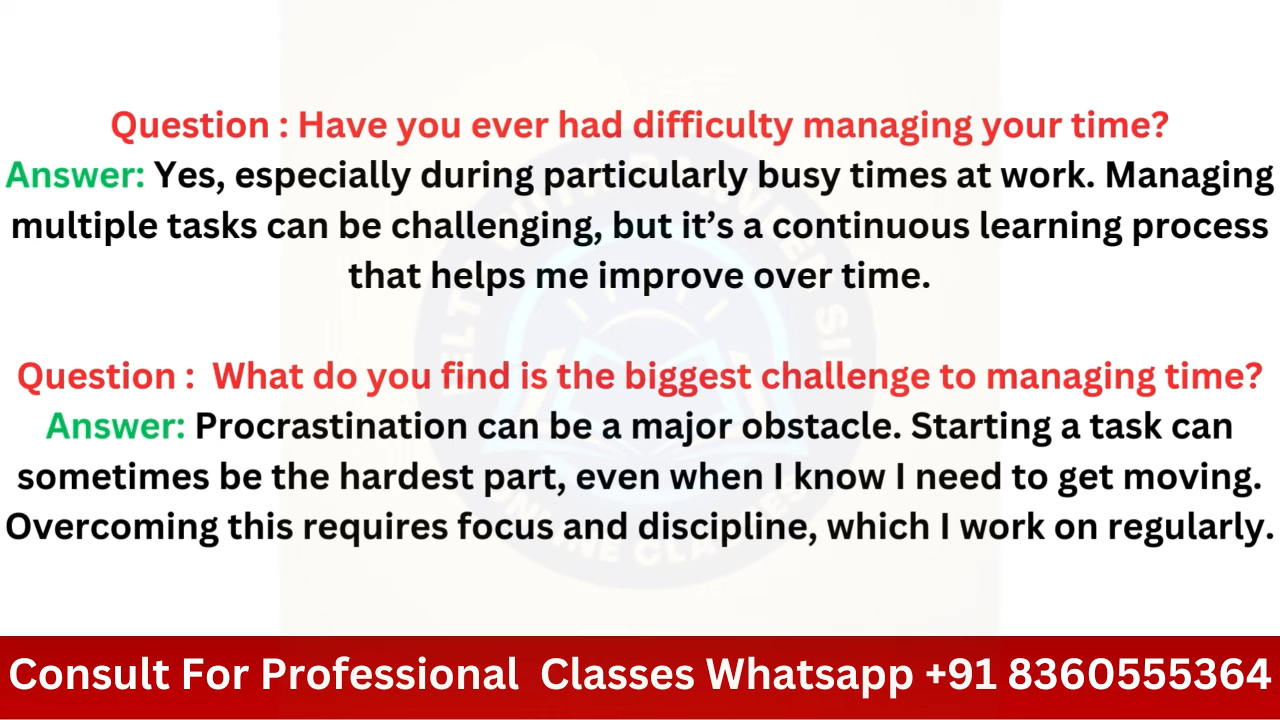 Question : Have you ever had difficulty managing your time?
Answer: Yes, especially during particularly busy times at work. Managing
multiple tasks can be challenging, but it’s a continuous learning process
that helps me improve over time.
Question :  What do you find is the biggest challenge to managing time?
Answer: Procrastination can be a major obstacle. Starting a task can
sometimes be the hardest part, even when I know I need to get moving.
Overcoming this requires focus and discipline, which I work on regularly.
Consult For Professional  Classes Whatsapp +91 8360555364